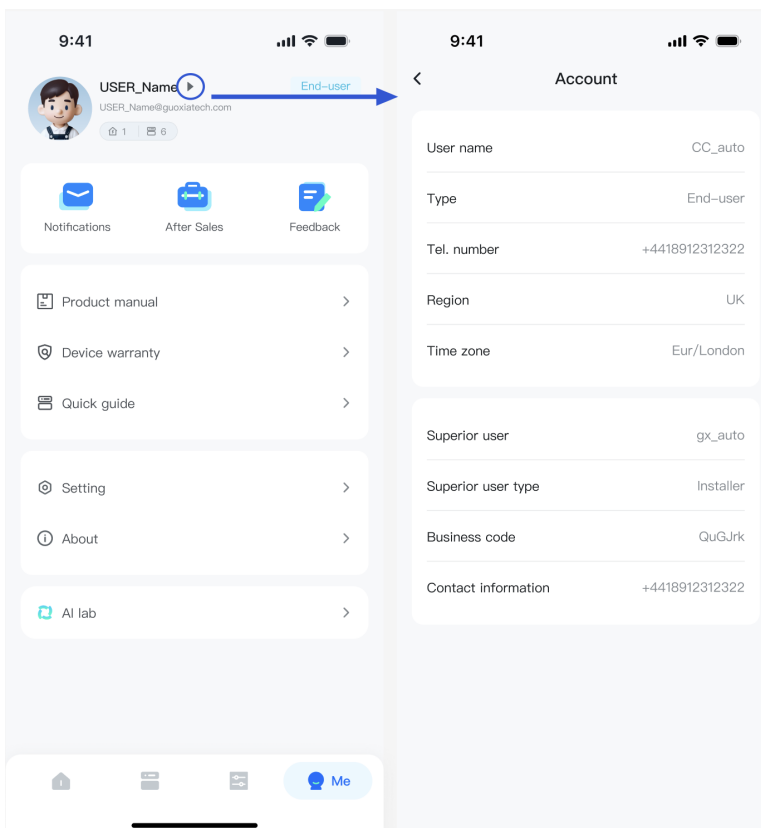 9:41
USER_Name
End-user
USER_Name@guoxiatech.com
1 6
Notifications After Sales Feedback
Product manual
Device warranty
Quick guide
Setting
About
AI lab
Me
9:41
Account
User name CC_auto
Type End-user
Tel. number +4418912312322
Region UK
Time zone Eur/London
Superior user gx_auto
Superior user type Installer
Business code QuGJrk
Contact information +4418912312322